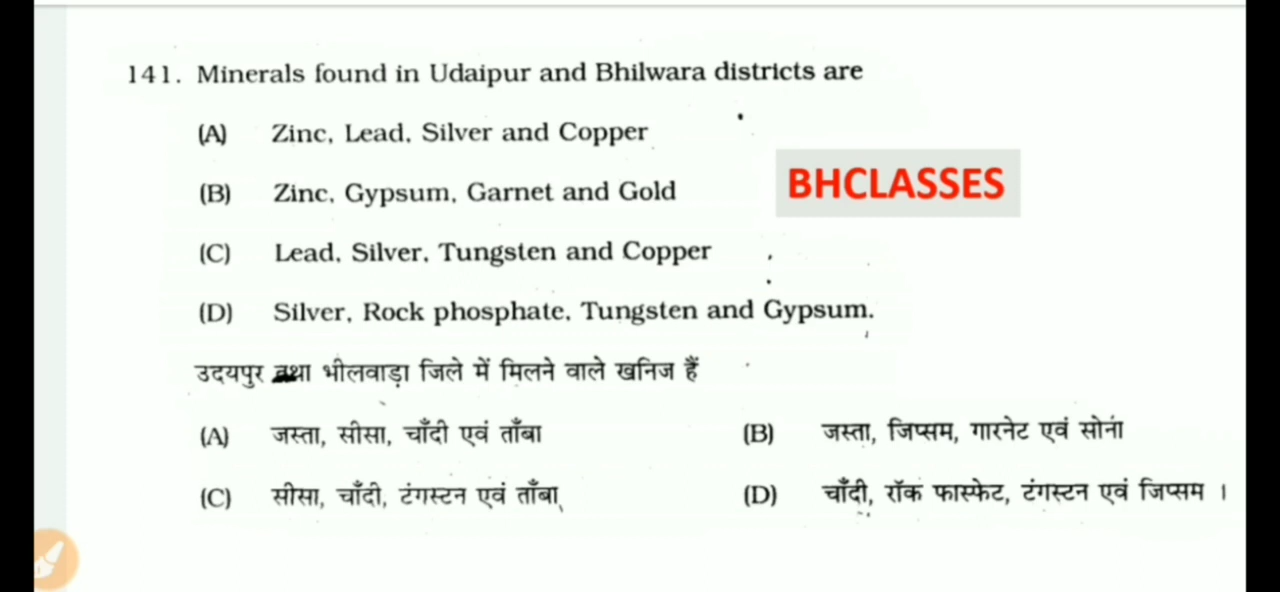 141. Minerals found in Udaipur and Bhilwara districts are
(A) Zinc, Lead, Silver and Copper
(B) Zinc, Gypsum, Garnet and Gold
BHCLASSES
(C) Lead, Silver, Tungsten and Copper
(D) Silver, Rock phosphate, Tungsten and Gypsum.
उदयपुर तथा भीलवाड़ा जिले में मिलने वाले खनिज हैं
(A) जस्ता, सीसा, चाँदी एवं ताँबा (B) जस्ता, जिप्सम, गारनेट एवं सोना
(C) सीसा, चाँदी, टंगस्टन एवं ताँबा (D) चाँदी, रॉक फास्फेट, टंगस्टन एवं जिप्सम ।